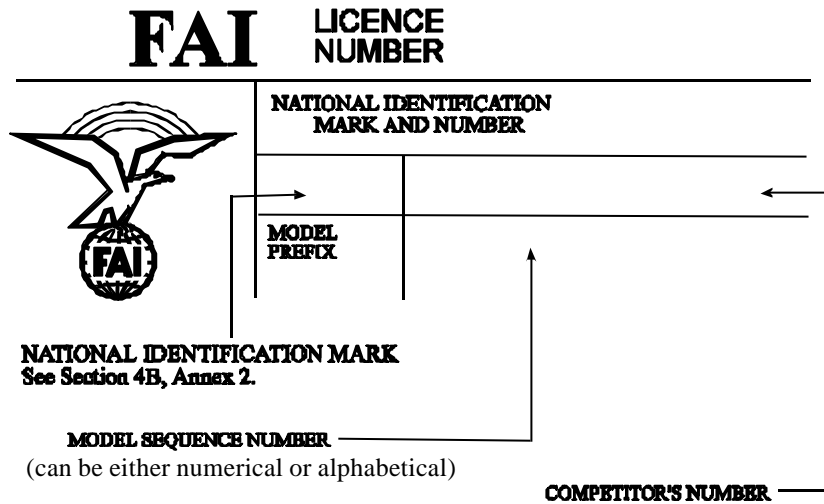 FAI LICENCE
NUMBER
NATIONAL IDENTIFICATION
MARK AND NUMBER
MODEL
PREFIX
FAI
NATIONAL IDENTIFICATION MARK
See Section 4B, Annex 2.
MODEL SEQUENCE NUMBER
(can be either numerical or alphabetical)
COMPETITOR'S NUMBER